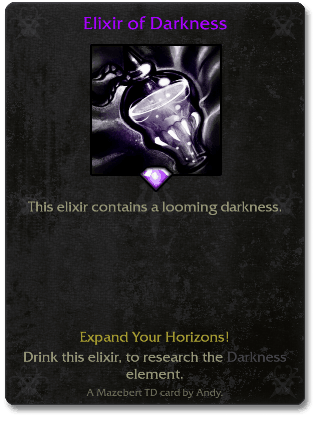 Elixir of Darkness
This elixir contains a looming darkness.
Expand Your Horizons!
Drink this elixir, to research the Darkness
element.
A Mazebert TD card by Andy.